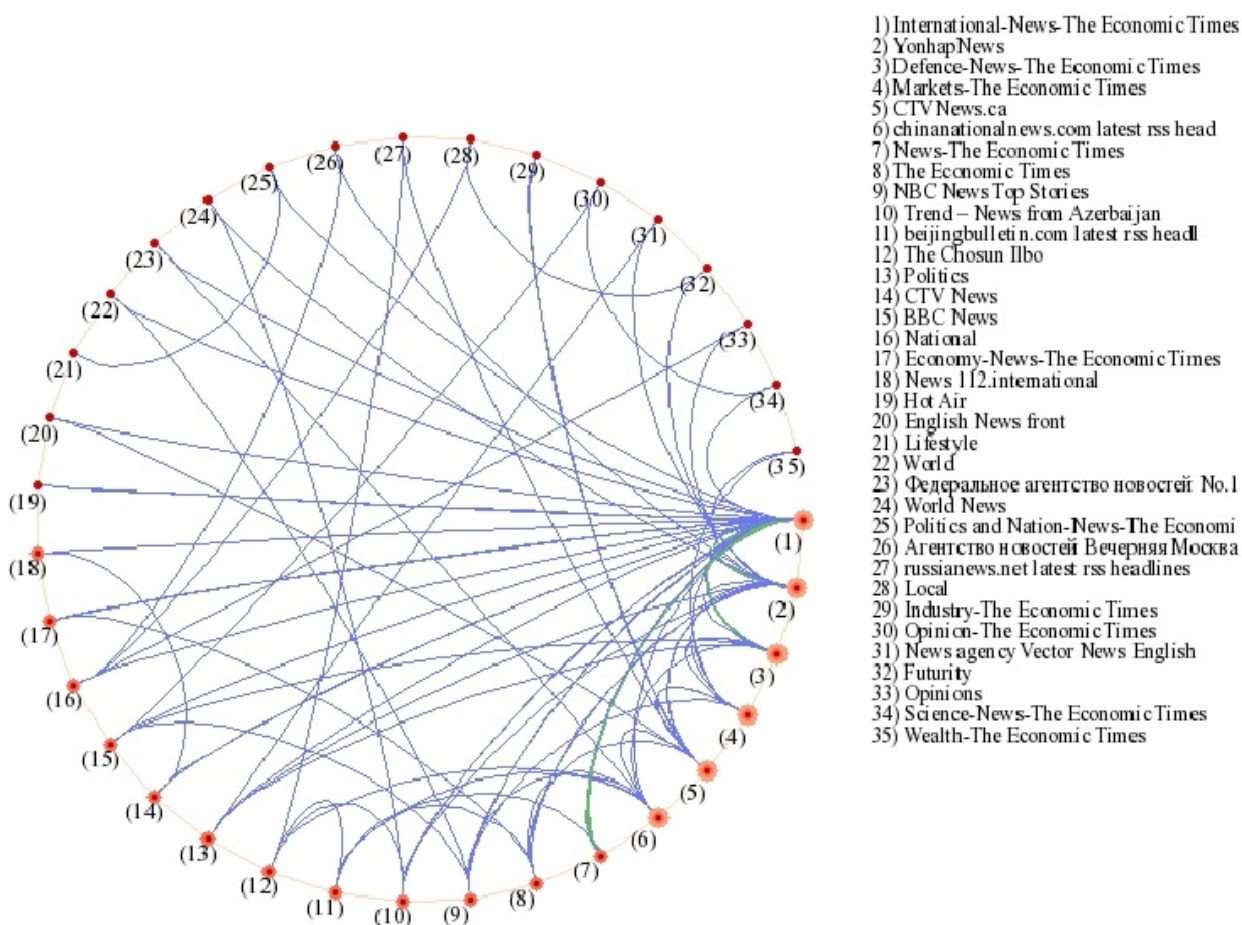 1) International-News-The Economic Times
2) YonhapNews
3) Defence-News-The Economic Times
4) Markets-The Economic Times
5) CTVNews.ca
6) chinanationalnews.com latest rss head
7) News-The Economic Times
8) The Economic Times
9) NBC News Top Stories
10) Trend – News from Azerbaijan
11) beijingbulletin.com latest rss headl
12) The Chosun Ilbo
13) Politics
14) CTV News
15) BBC News
16) National
17) Economy-News-The Economic Times
18) News 112.international
19) Hot Air
20) English News front
21) Lifestyle
22) World
23) Федеральное агентство новостей No.1
24) World News
25) Politics and Nation-News-The Economi
26) Агентство новостей Вечерняя Москва
27) russianews.net latest rss headlines
28) Local
29) Industry-The Economic Times
30) Opinion-The Economic Times
31) News agency Vector News English
32) Futurity
33) Opinions
34) Science-News-The Economic Times
35) Wealth-The Economic Times
(1)
(2)
(3)
(4)
(5)
(6)
(7)
(8)
(9)
(10)
(11)
(12)
(13)
(14)
(15)
(16)
(17)
(18)
(19)
(20)
(21)
(22)
(23)
(24)
(25)
(26)
(27)
(28)
(29)
(30)
(31)
(32)
(33)
(34)
(35)